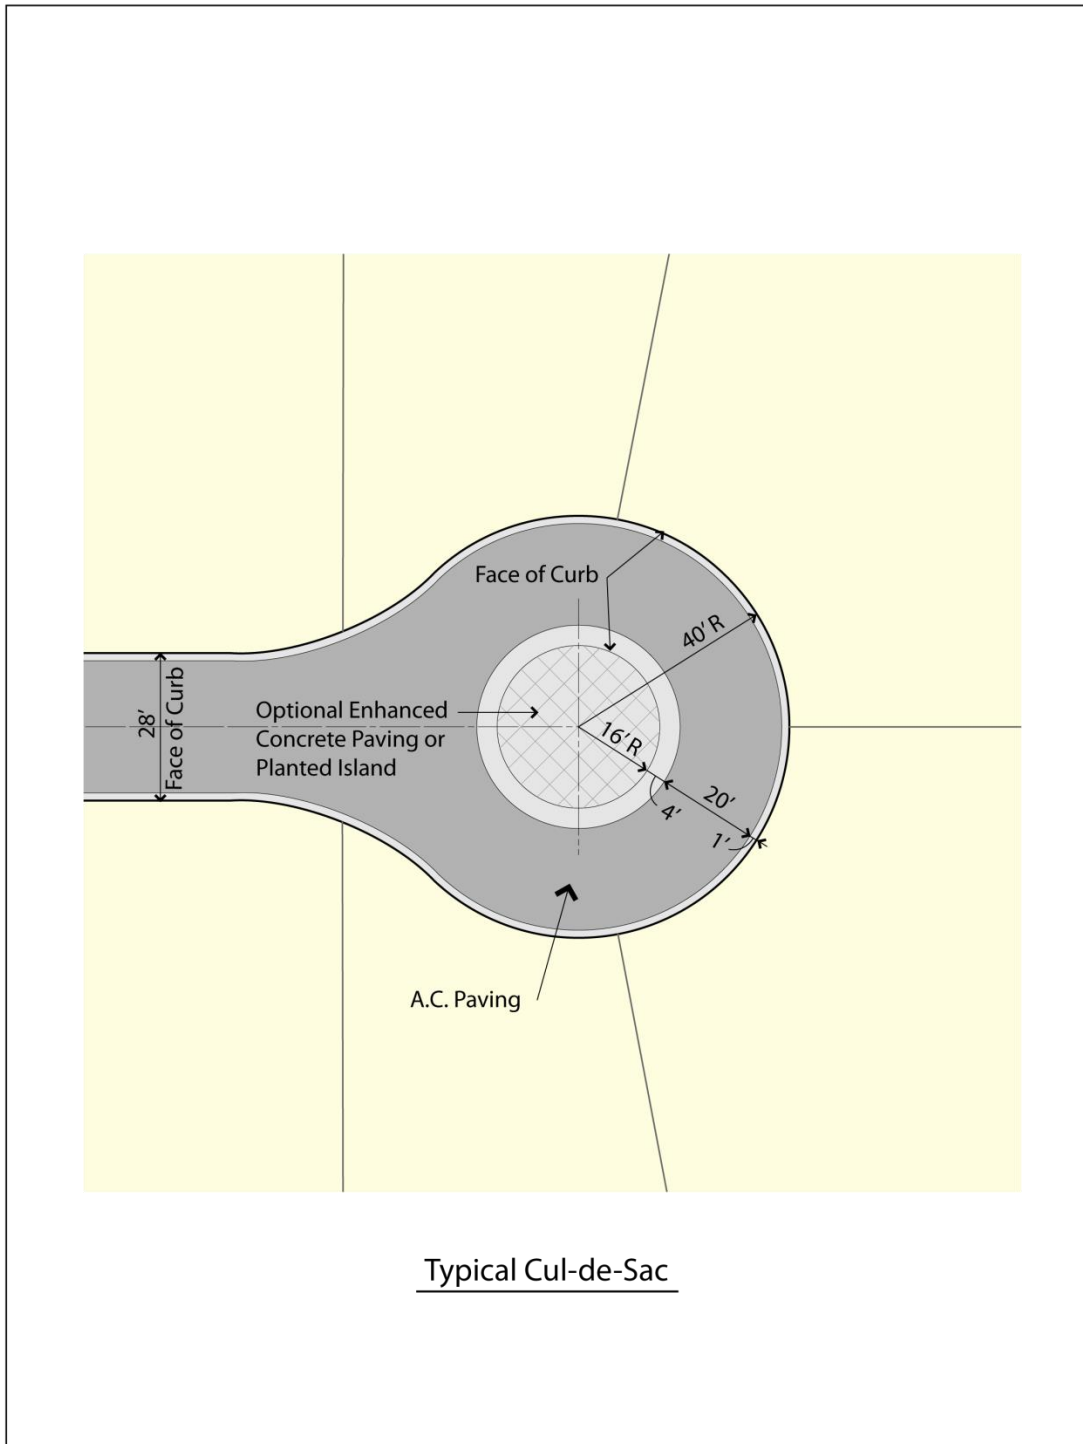 Face of Curb
40' R
28'
Face of Curb
Optional Enhanced
Concrete Paving or
Planted Island
16' R
20'
4'
1'
A.C. Paving
Typical Cul-de-Sac